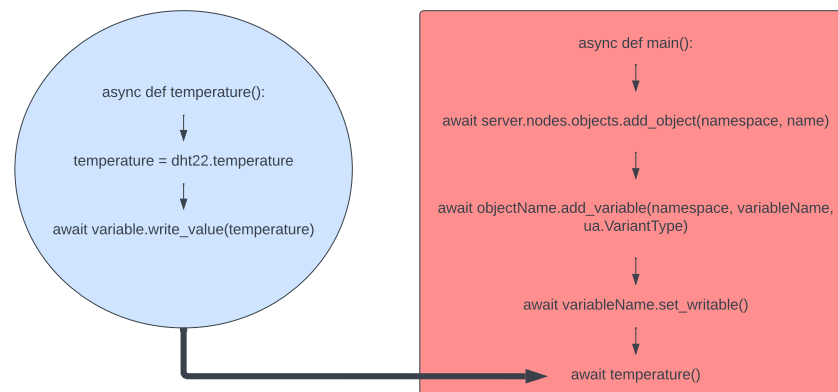 async def temperature():
temperature = dht22.temperature
await variable.write_value(temperature)
async def main():
await server.nodes.objects.add_object(namespace, name)
await objectName.add_variable(namespace, variableName,
ua.VariantType)
await variableName.set_writable()
await temperature()